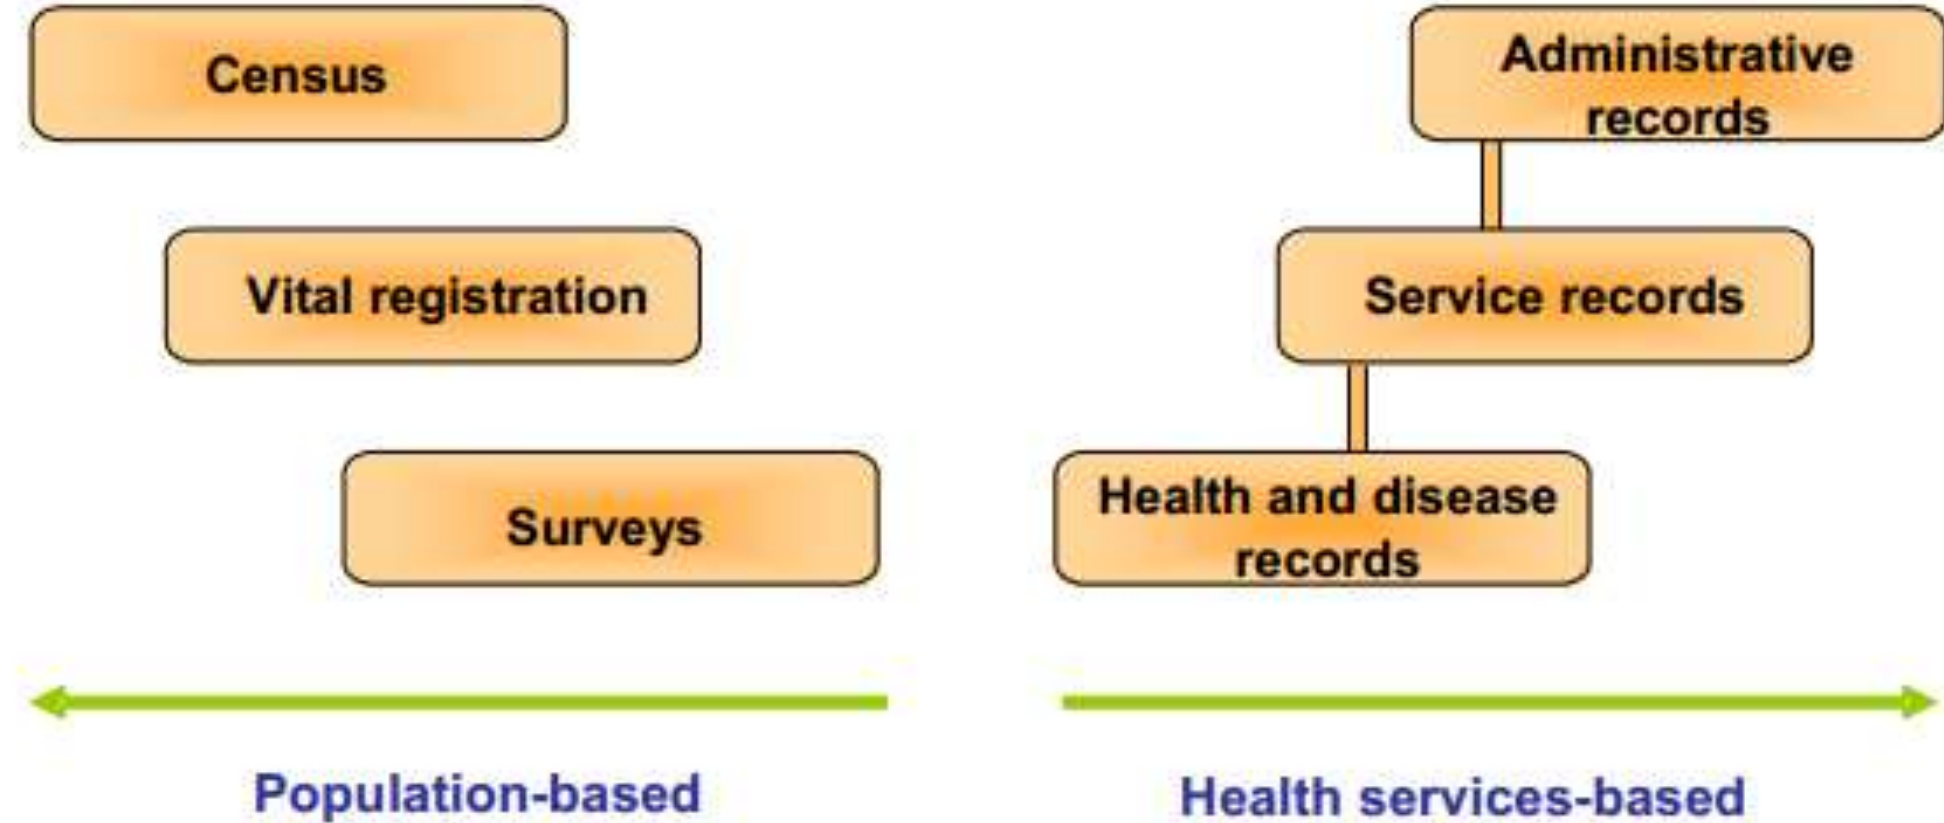 Census
Vital registration
Surveys
Administrative
records
Service records
Health and disease
records
Population-based
Health services-based